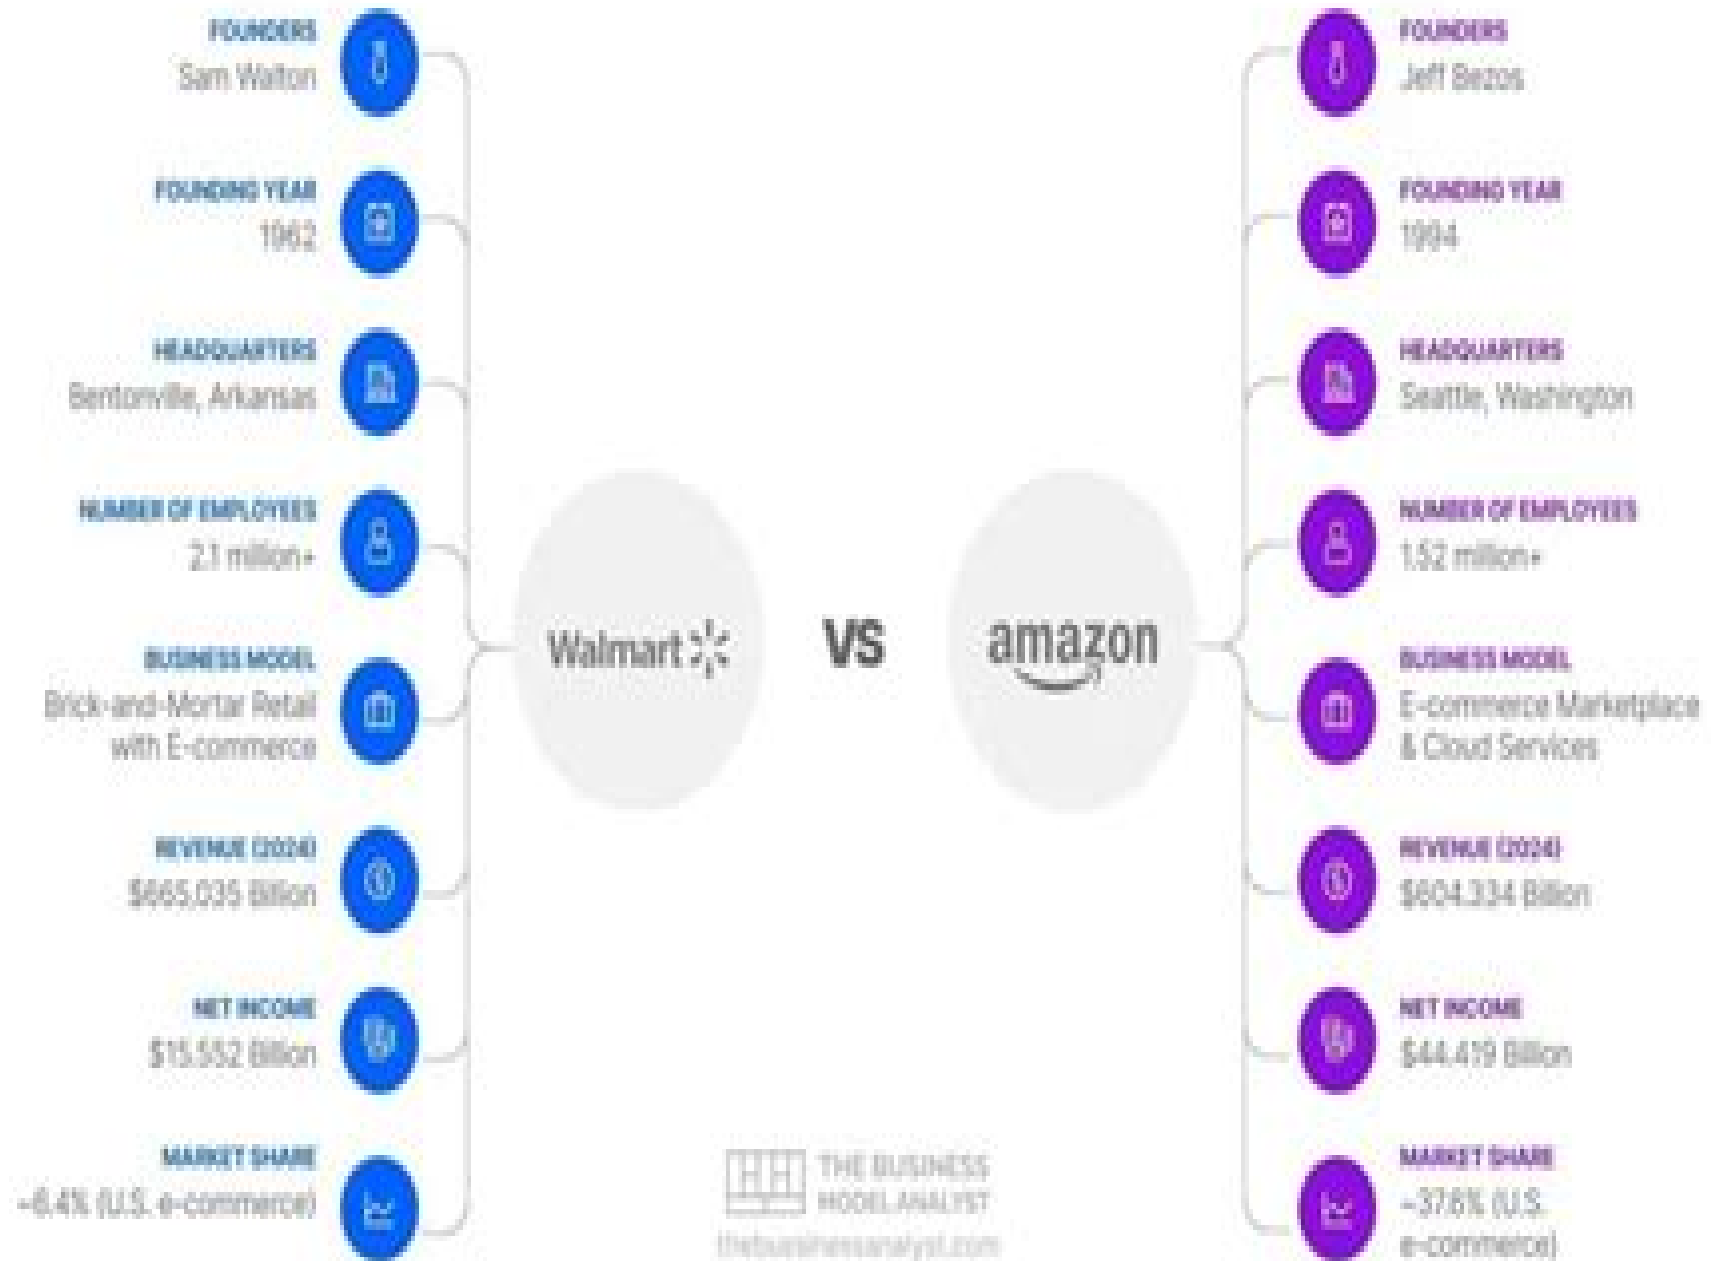 FOUNDERS
Sam Walton
FOUNDING YEAR
1962
HEADQUARTERS
Bentonville, Arkansas
NUMBER OF EMPLOYEES
2.1 million+
BUSINESS MODEL
Brick-and-Mortar Retail
with E-commerce
REVENUE (2024)
$665.035 Billion
NET INCOME
$15.552 Billion
MARKET SHARE
~6.4% (U.S. e-commerce)
Walmart
VS
amazon
THE BUSINESS
MODEL ANALYST
FOUNDERS
Jeff Bezos
FOUNDING YEAR
1994
HEADQUARTERS
Seattle, Washington
NUMBER OF EMPLOYEES
1.52 million+
BUSINESS MODEL
E-commerce Marketplace
& Cloud Services
REVENUE (2024)
$604.334 Billion
NET INCOME
$44.419 Billion
MARKET SHARE
~37.6% (U.S.
e-commerce)